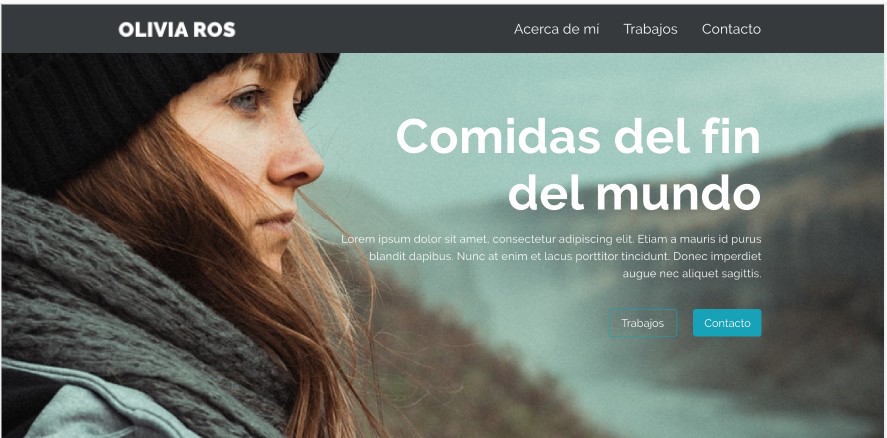 OLIVIA ROS
Acerca de mí Trabajos Contacto
Comidas del fin
del mundo
Lorem ipsum dolor sit amet, consectetur adipiscing elit. Etiam a mauris id purus
blandit dapibus. Nunc at enim et lacus porttitor tincidunt. Donec imperdiet
augue nec aliquet sagittis.
Trabajos Contacto